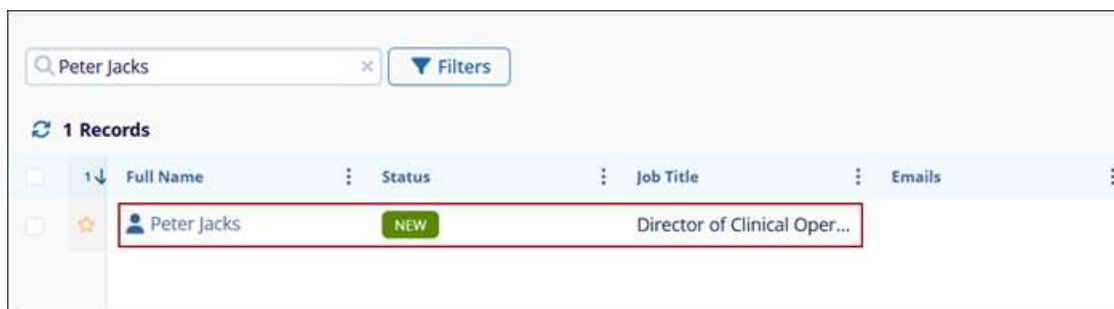 Peter Jacks × Filters
1 Records
1 Full Name Status Job Title Emails
Peter Jacks NEW Director of Clinical Oper...